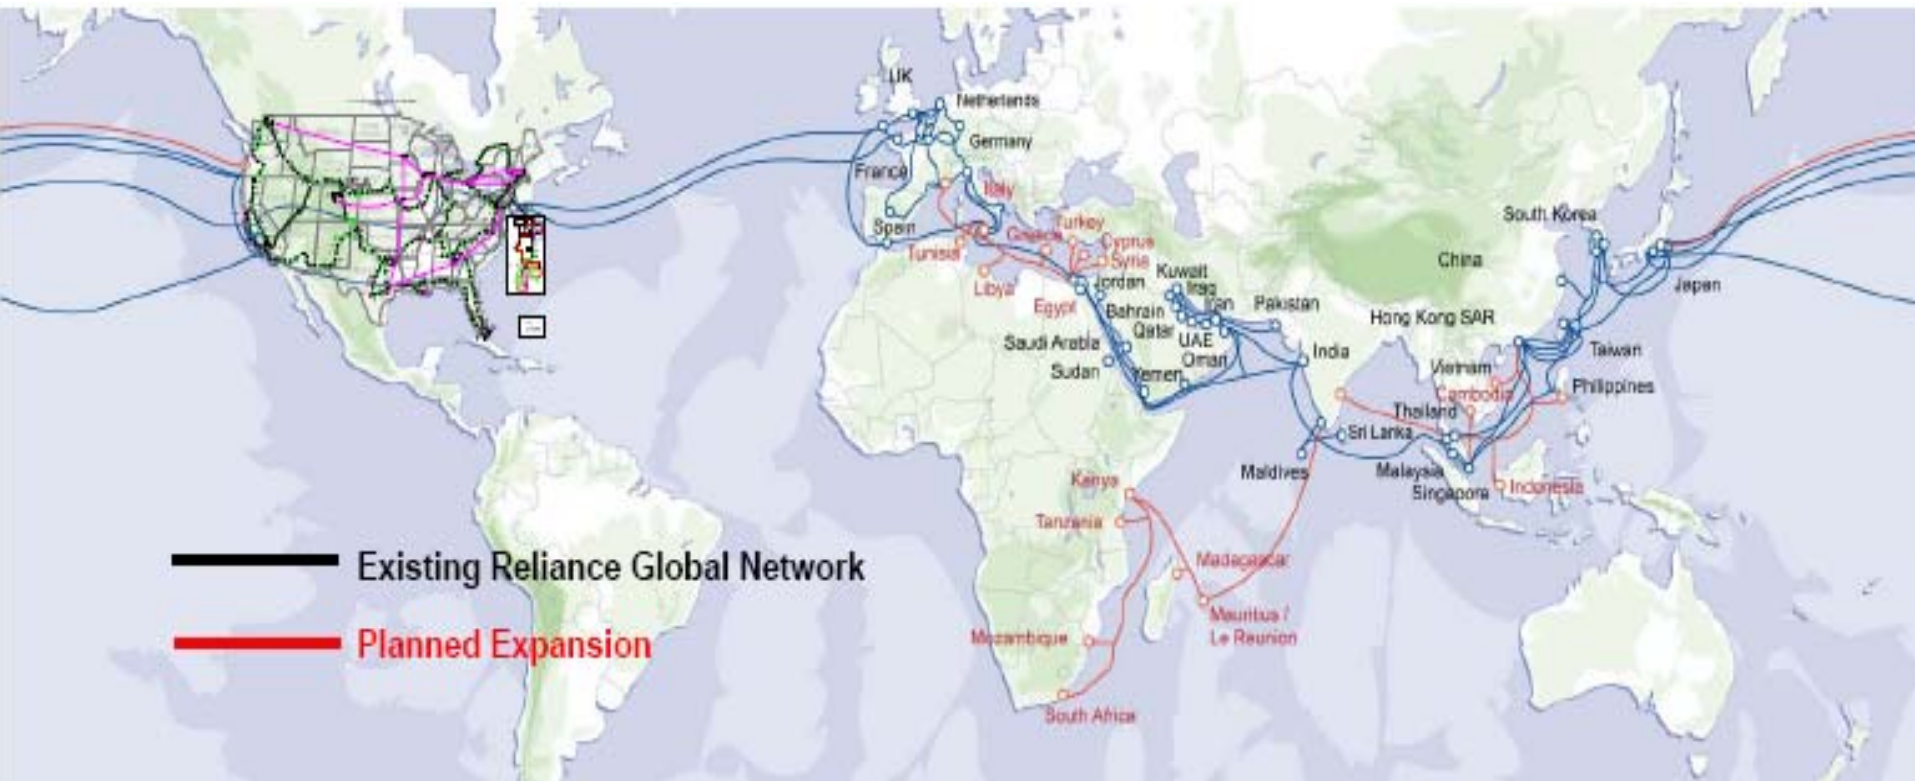 UK
Netherlands
Germany
France
Italy
Spain
Turkey
Greece
Cyprus
Tunisia
Syria
Libya
Jordan
Kuwait
Iraq
Iran
Egypt
Bahrain
Pakistan
Qatar
Saudi Arabia
UAE
Oman
India
Sudan
Yemen
South Korea
China
Japan
Hong Kong SAR
Taiwan
Vietnam
Philippines
Cambodia
Thailand
Sri Lanka
Maldives
Malaysia
Singapore
Indonesia
Kenya
Tanzania
Madagascar
Mauritius /
Le Reunion
Mozambique
South Africa
Existing Reliance Global Network
Planned Expansion